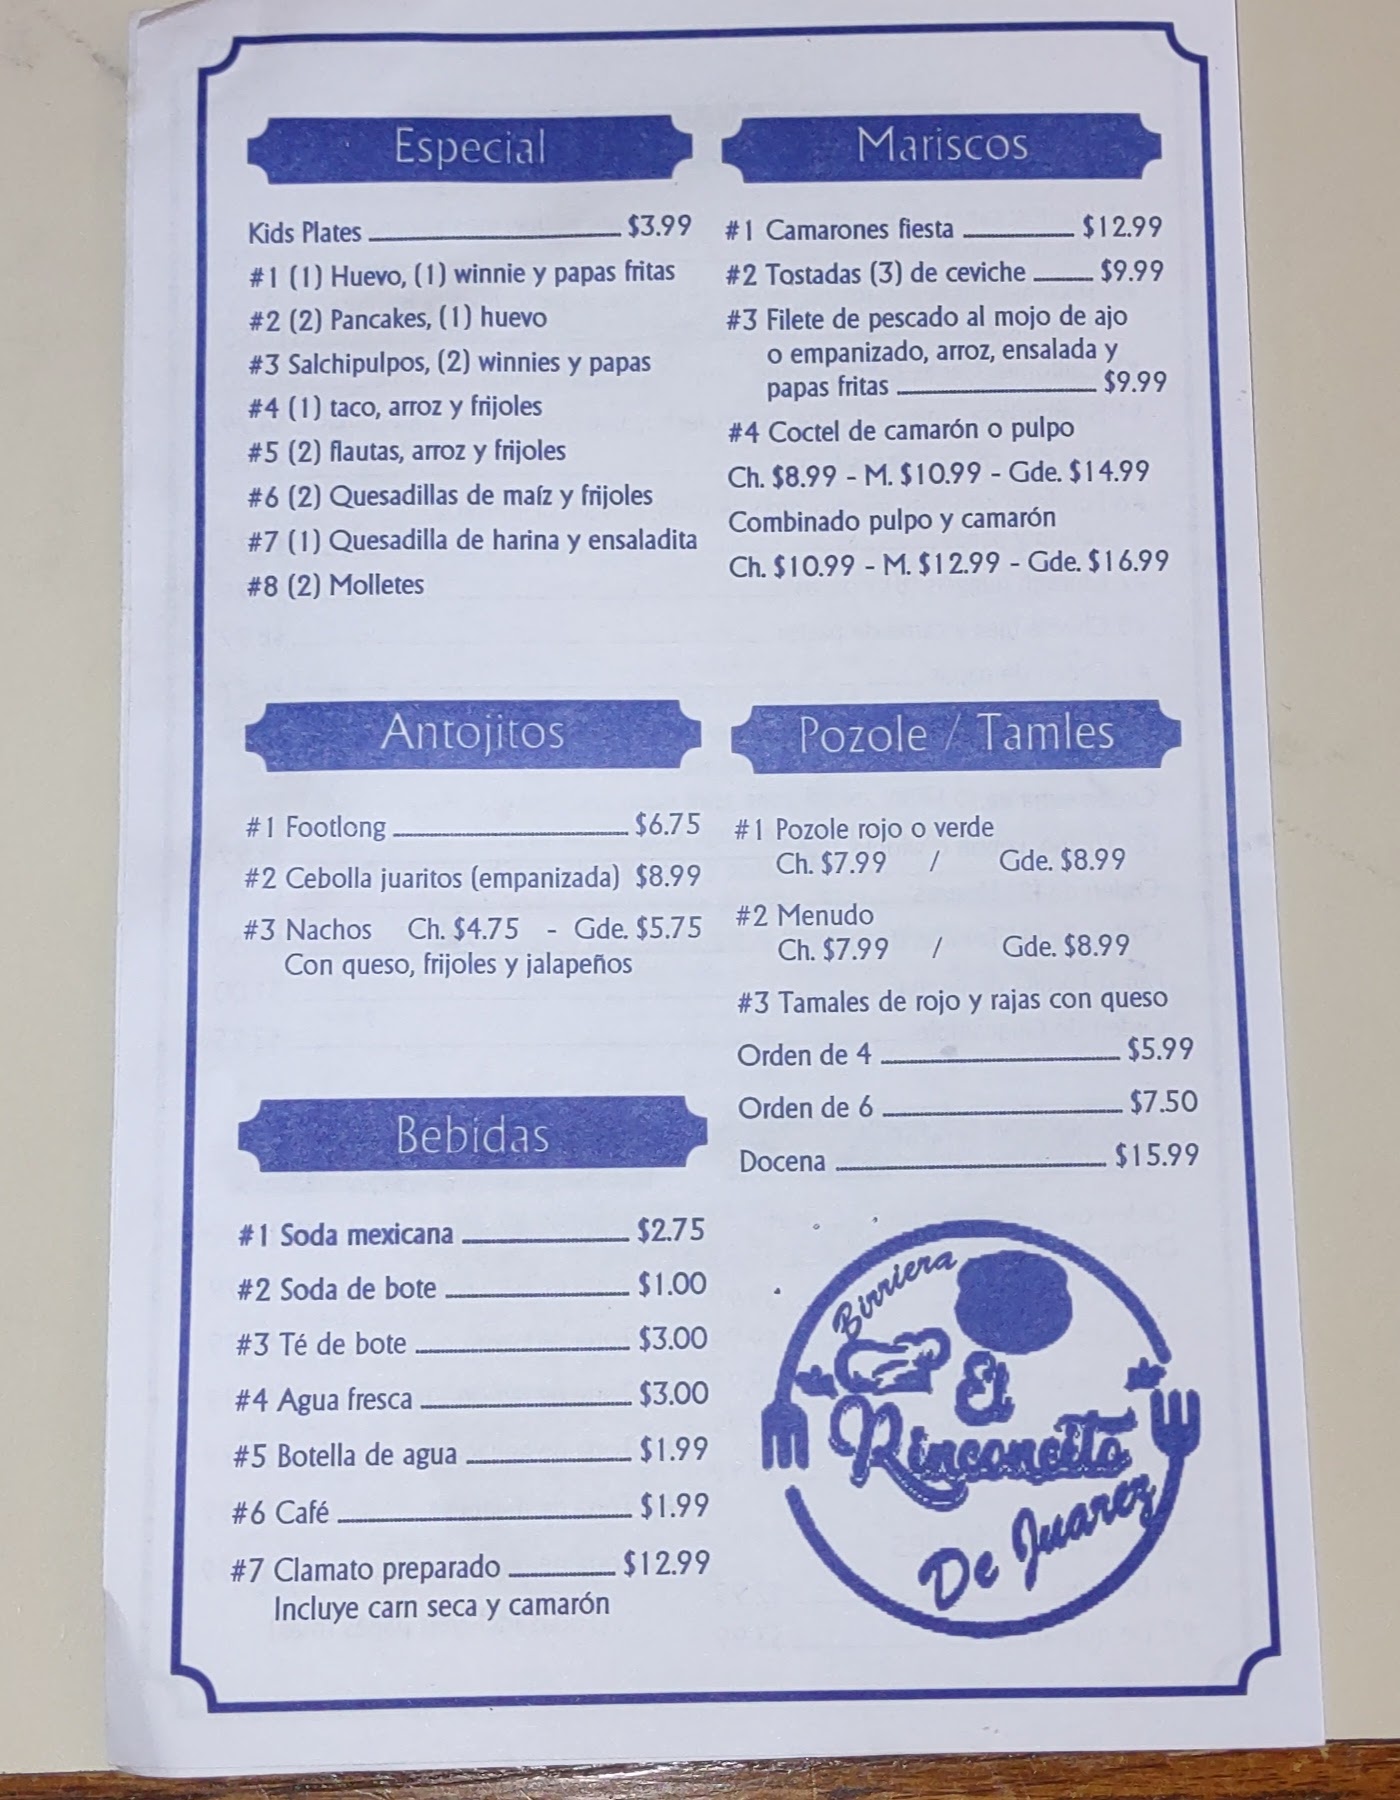 Especial
Kids Plates $3.99
#1 (1) Huevo, (1) winnie y papas fritas
#2 (2) Pancakes, (1) huevo
#3 Salchipulpos, (2) winnies y papas
#4 (1) taco, arroz y frijoles
#5 (2) flautas, arroz y frijoles
#6 (2) Quesadillas de maíz y frijoles
#7 (1) Quesadilla de harina y ensaladita
#8 (2) Molletes
Mariscos
#1 Camarones fiesta $12.99
#2 Tostadas (3) de ceviche $9.99
#3 Filete de pescado al mojo de ajo
o empanizado, arroz, ensalada y
papas fritas $9.99
#4 Coctel de camarón o pulpo
Ch. $8.99 - M. $10.99 - Gde. $14.99
Combinado pulpo y camarón
Ch. $10.99 - M. $12.99 - Gde. $16.99
Antojitos
#1 Footlong $6.75
#2 Cebolla juaritos (empanizada) $8.99
#3 Nachos Ch. $4.75 - Gde. $5.75
Con queso, frijoles y jalapeños
Pozole / Tamles
#1 Pozole rojo o verde
Ch. $7.99 / Gde. $8.99
#2 Menudo
Ch. $7.99 / Gde. $8.99
#3 Tamales de rojo y rajas con queso
Orden de 4 $5.99
Orden de 6 $7.50
Docena $15.99
Bebidas
#1 Soda mexicana $2.75
#2 Soda de bote $1.00
#3 Té de bote $3.00
#4 Agua fresca $3.00
#5 Botella de agua $1.99
#6 Café $1.99
#7 Clamato preparado $12.99
Incluye carn seca y camarón
Birriera
El
Rinconcito
De Juarez